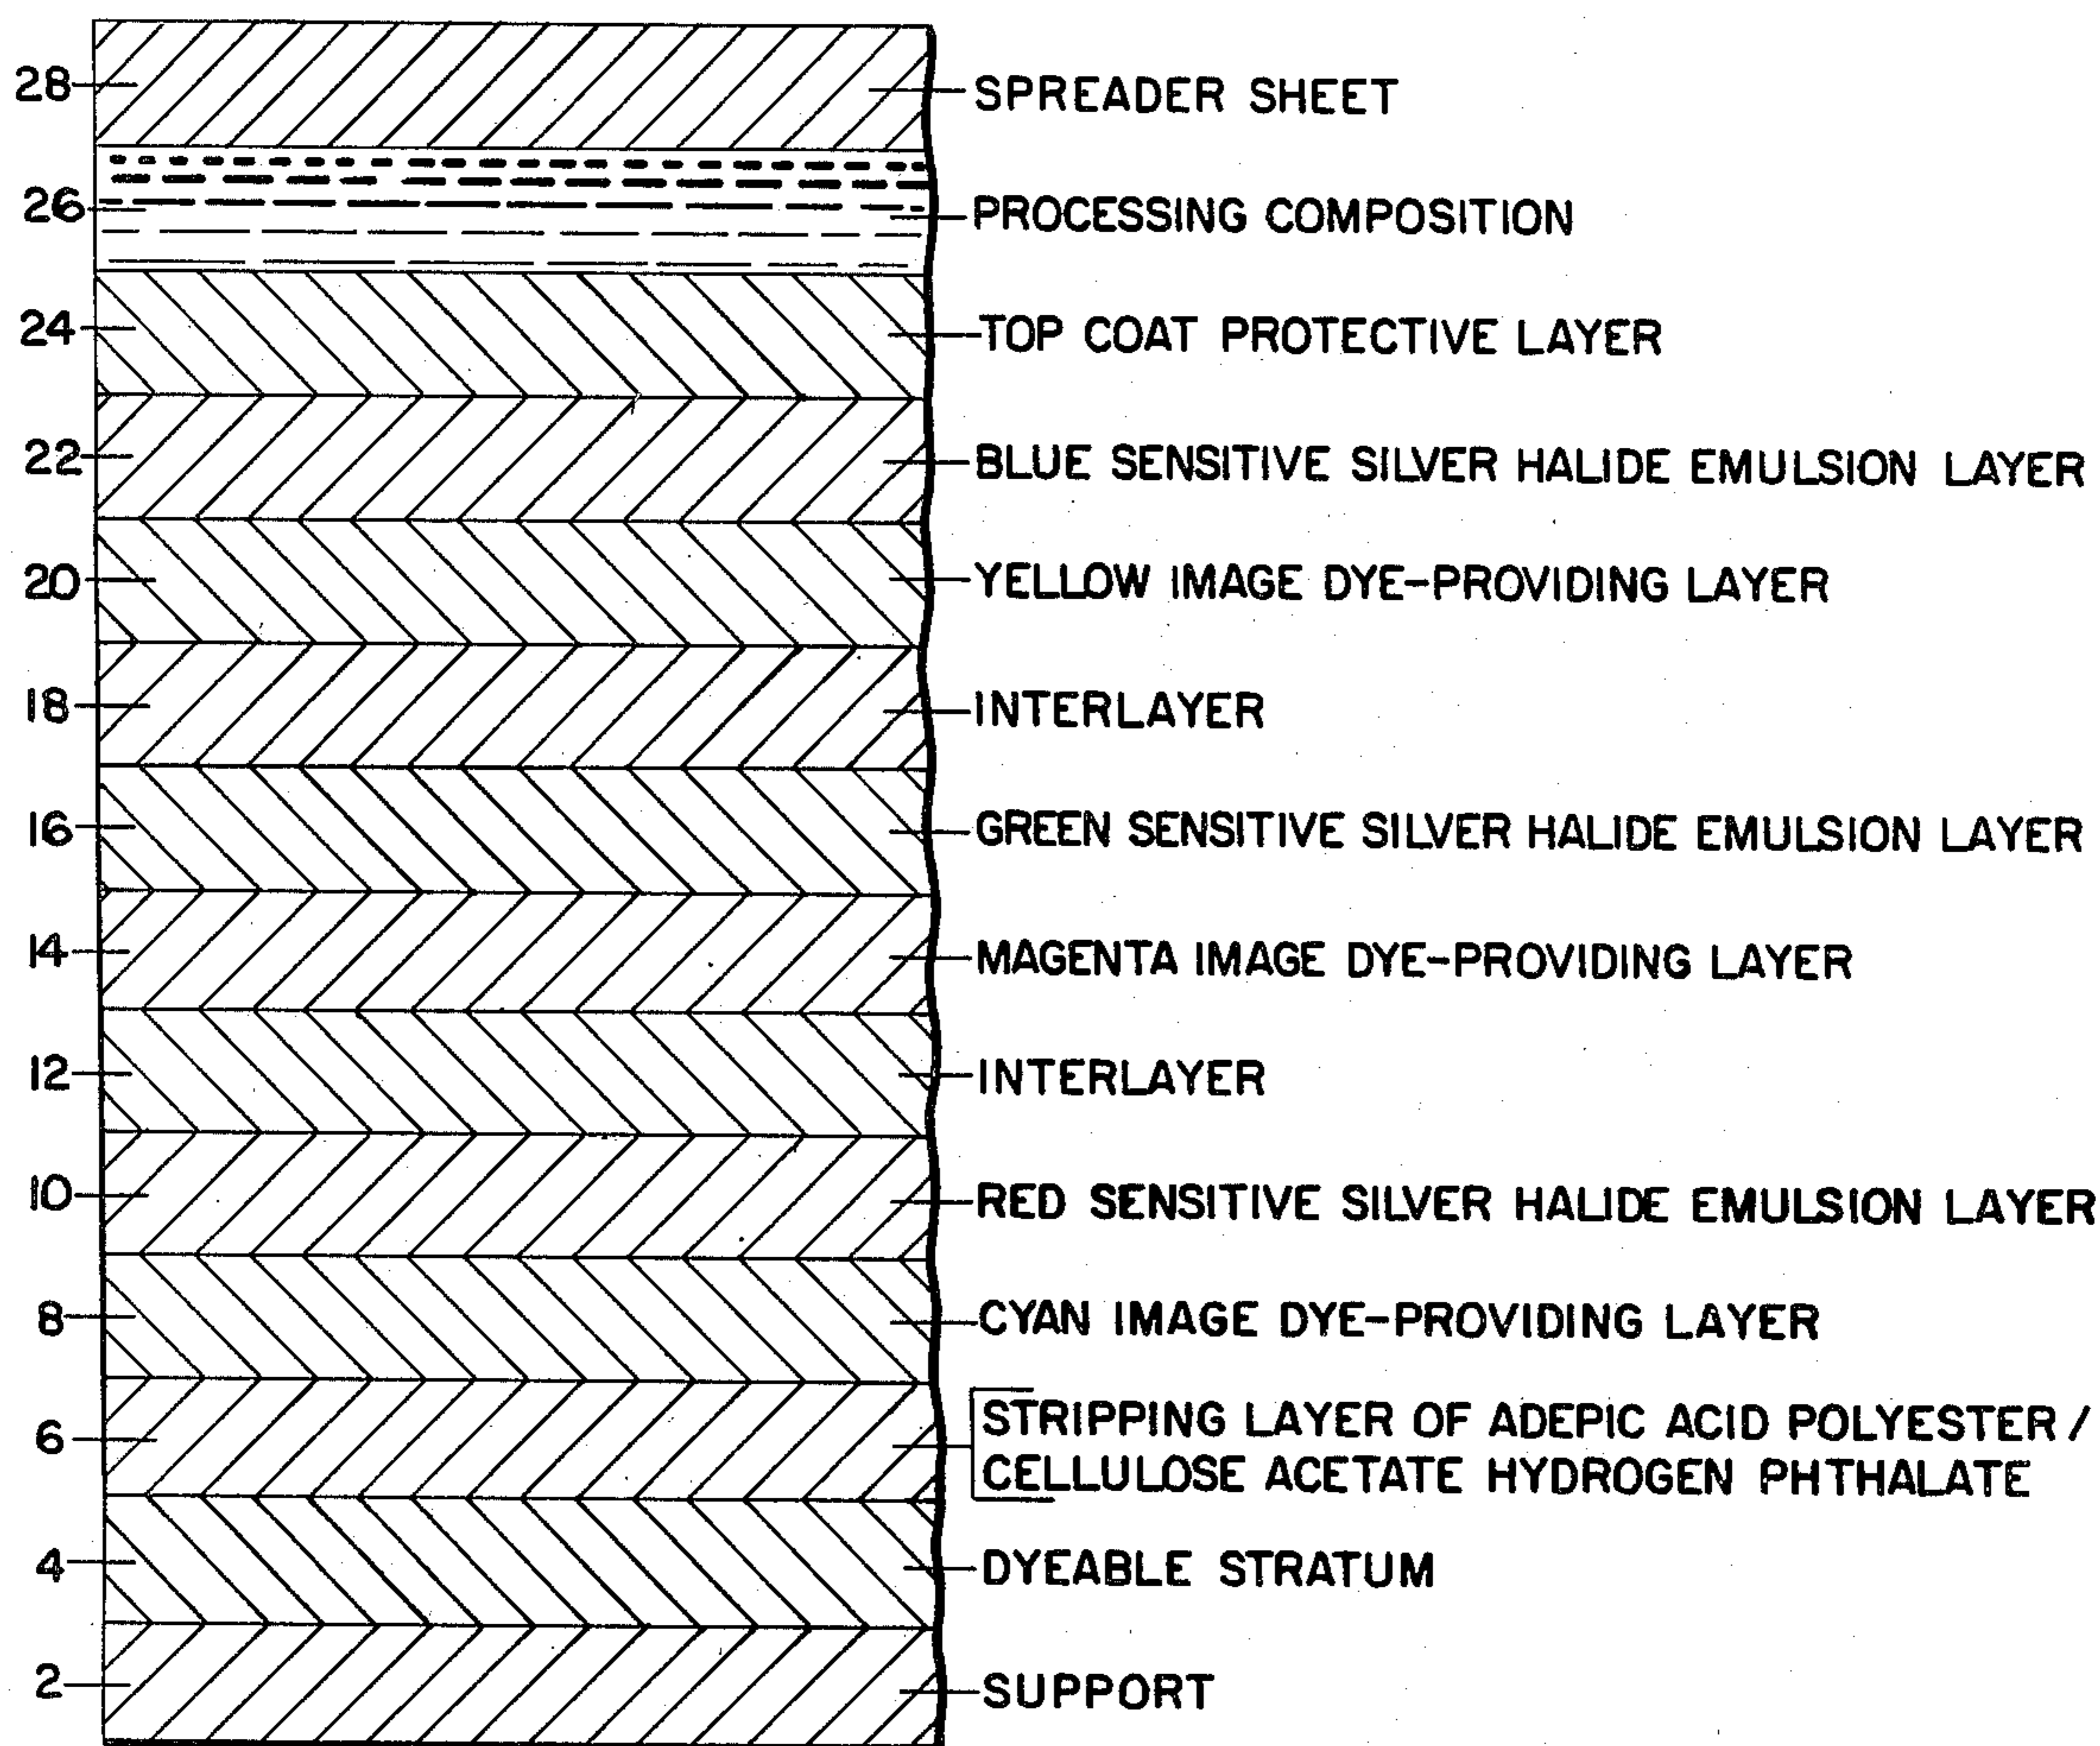 28 SPREADER SHEET
26 PROCESSING COMPOSITION
24 TOP COAT PROTECTIVE LAYER
22 BLUE SENSITIVE SILVER HALIDE EMULSION LAYER
20 YELLOW IMAGE DYE-PROVIDING LAYER
18 INTERLAYER
16 GREEN SENSITIVE SILVER HALIDE EMULSION LAYER
14 MAGENTA IMAGE DYE-PROVIDING LAYER
12 INTERLAYER
10 RED SENSITIVE SILVER HALIDE EMULSION LAYER
8 CYAN IMAGE DYE-PROVIDING LAYER
6 STRIPPING LAYER OF ADEPIC ACID POLYESTER /
CELLULOSE ACETATE HYDROGEN PHTHALATE
4 DYEABLE STRATUM
2 SUPPORT